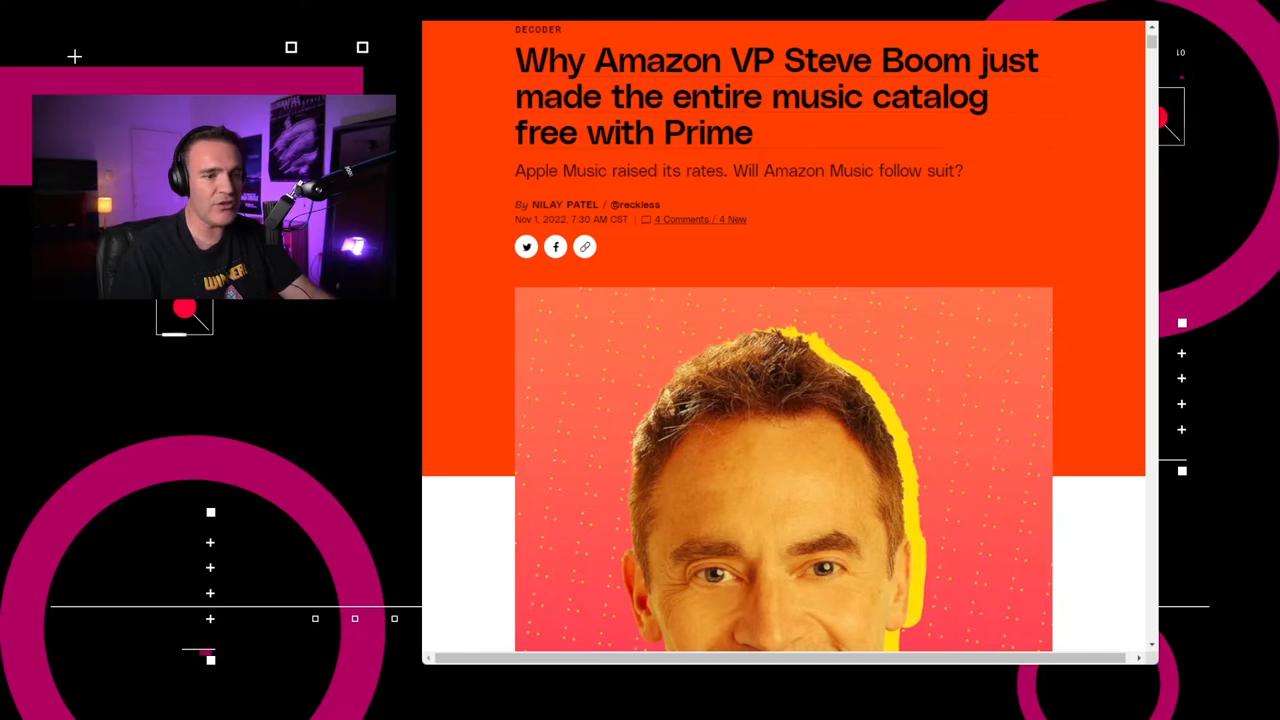 DECODER
Why Amazon VP Steve Boom just
made the entire music catalog
free with Prime
Apple Music raised its rates. Will Amazon Music follow suit?
By NILAY PATEL / @reckless
Nov 1, 2022, 7:30 AM CST | 4 Comments / 4 New